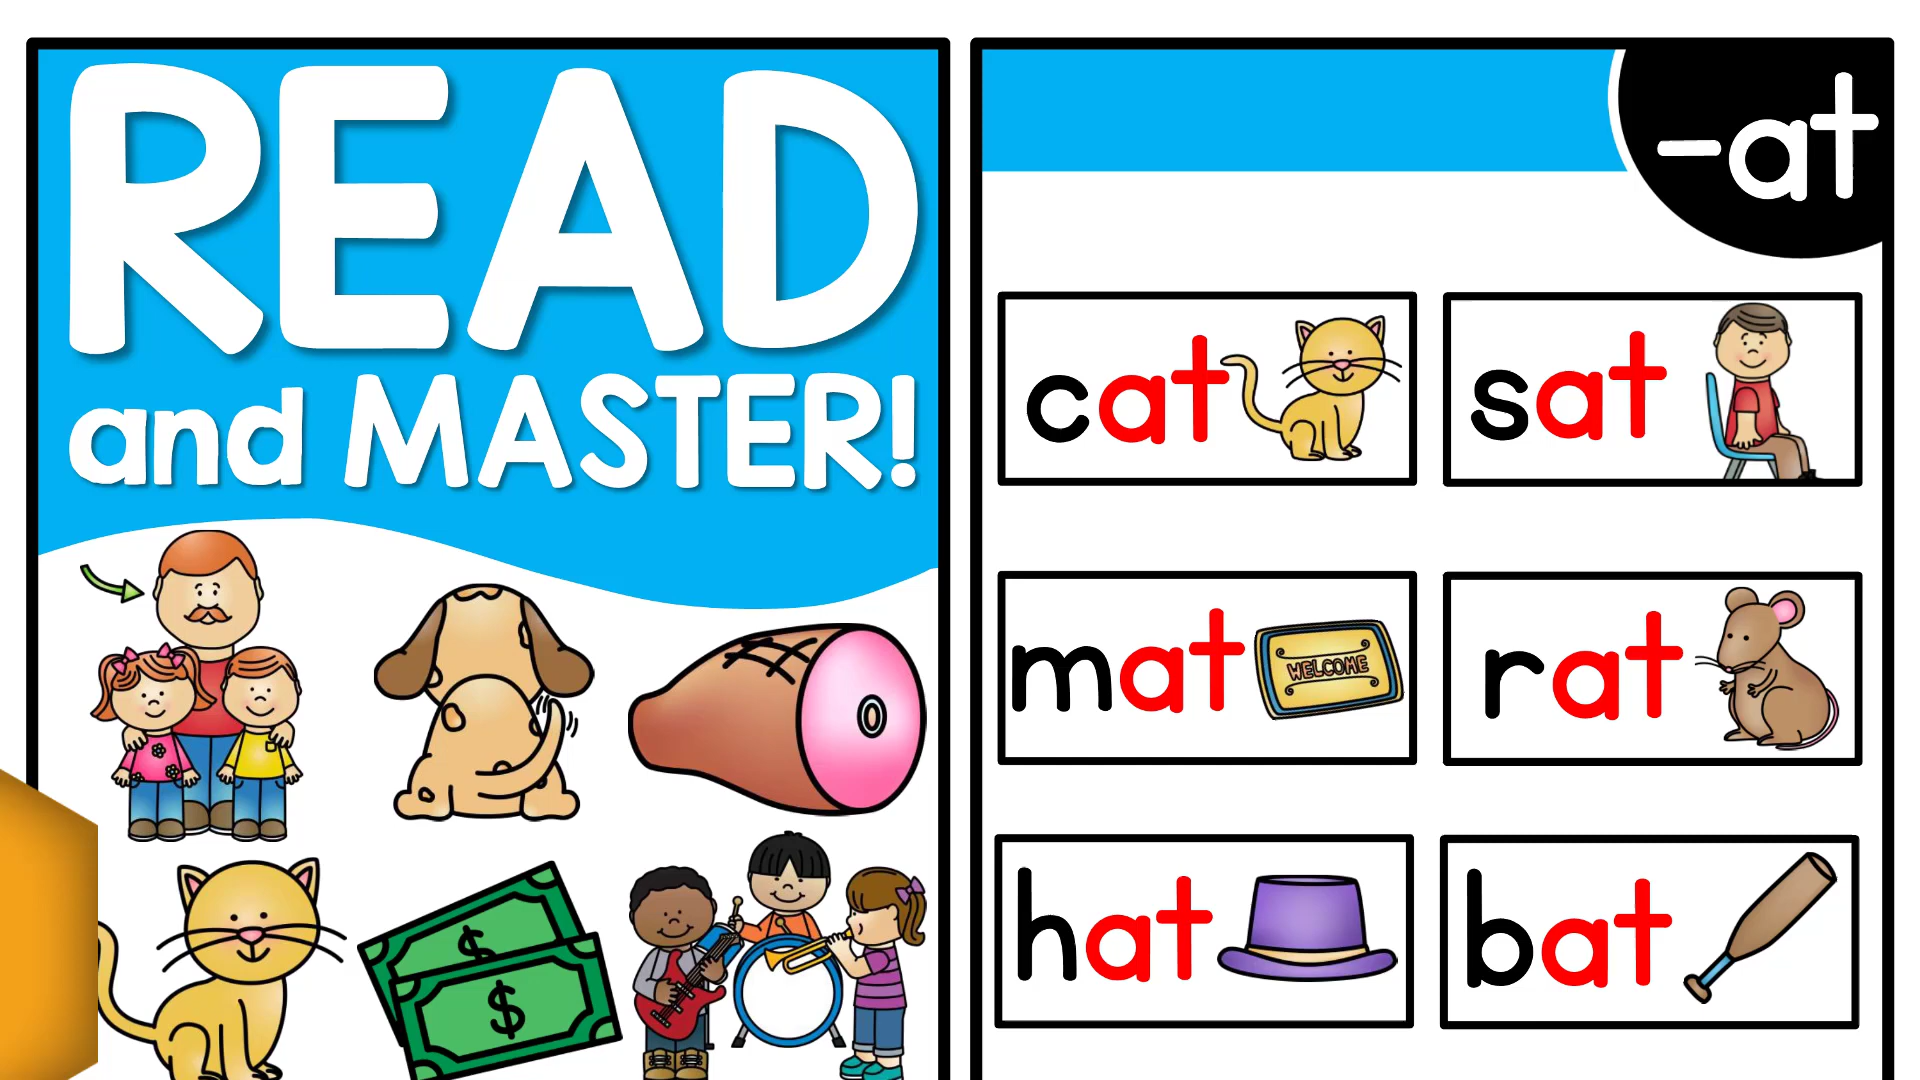 READ
and MASTER!
$
$
-at
cat
sat
mat
WELCOME
rat
hat
bat